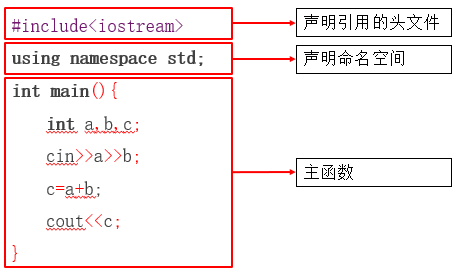 #include<iostream>
声明引用的头文件
using namespace std;
声明命名空间
int main(){
int a,b,c;
cin>>a>>b;
c=a+b;
主函数
cout<<c;
}